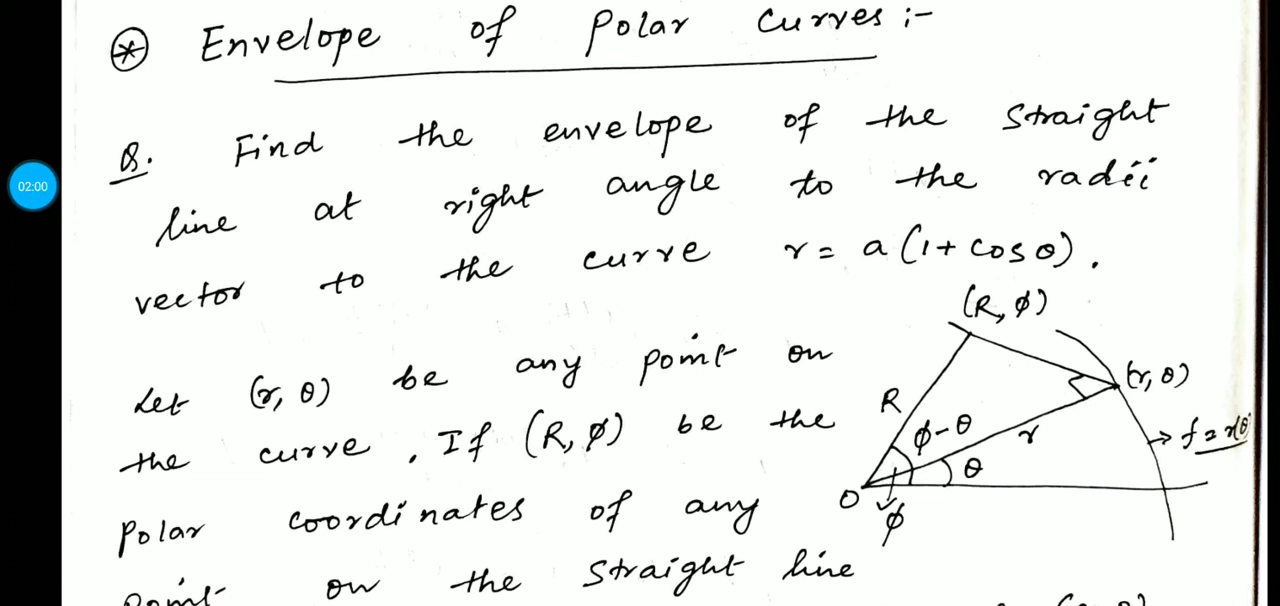 ⊛ Envelope of Polar Curves :-
Q. Find the envelope of the straight
line at right angle to the radii
vector to the curve r = a(1+cosθ).
(R, φ)
Let (r, θ) be any point on
(r, θ)
R
the curve. If (R, φ) be the
φ-θ
r
θ
O
φ
Polar coordinates of any
point on the straight line
02:00